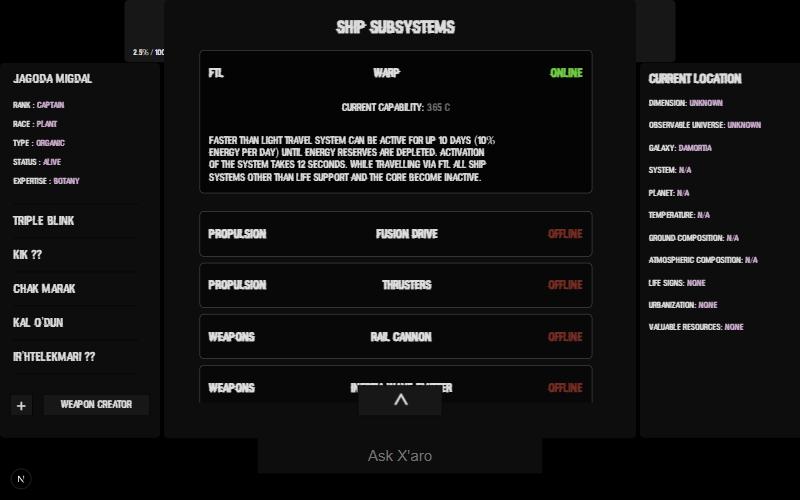 SHIP SUBSYSTEMS
2.5% / 100
JAGODA MIGDAL
RANK : CAPTAIN
RACE : PLANT
TYPE : ORGANIC
STATUS : ALIVE
EXPERTISE : BOTANY
TRIPLE BLINK
KIK ??
CHAK MARAK
KAL O'DUN
IR'HTELEKMARI ??
+
WEAPON CREATOR
N
FTL WARP ONLINE
CURRENT CAPABILITY: 365 C
FASTER THAN LIGHT TRAVEL SYSTEM CAN BE ACTIVE FOR UP 10 DAYS (10%
ENERGY PER DAY) UNTIL ENERGY RESERVES ARE DEPLETED. ACTIVATION
OF THE SYSTEM TAKES 12 SECONDS. WHILE TRAVELLING VIA FTL ALL SHIP
SYSTEMS OTHER THAN LIFE SUPPORT AND THE CORE BECOME INACTIVE.
PROPULSION FUSION DRIVE OFFLINE
PROPULSION THRUSTERS OFFLINE
WEAPONS RAIL CANNON OFFLINE
WEAPONS OFFLINE
^
Ask X'aro
CURRENT LOCATION
DIMENSION: UNKNOWN
OBSERVABLE UNIVERSE: UNKNOWN
GALAXY: DAMORTIA
SYSTEM: N/A
PLANET: N/A
TEMPERATURE: N/A
GROUND COMPOSITION: N/A
ATMOSPHERIC COMPOSITION: N/A
LIFE SIGNS: NONE
URBANIZATION: NONE
VALUABLE RESOURCES: NONE